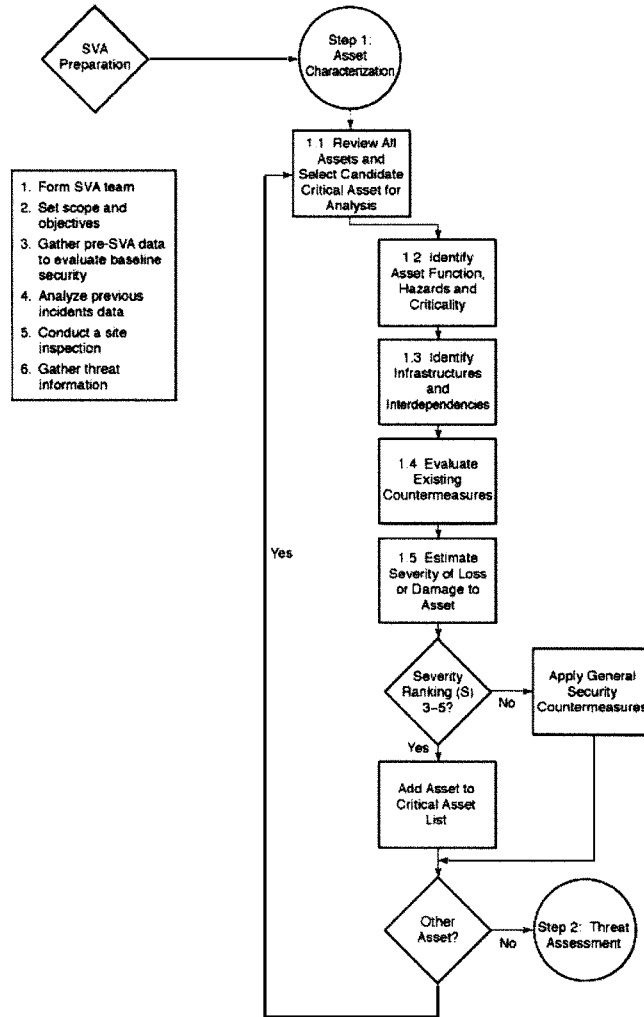 SVA
Preparation
Step 1:
Asset
Characterization
1.1 Review All
Assets and
Select Candidate
Critical Asset for
Analysis
1. Form SVA team
2. Set scope and
objectives
3. Gather pre-SVA data
to evaluate baseline
security
4. Analyze previous
incidents data
5. Conduct a site
inspection
6. Gather threat
information
1.2 Identify
Asset Function,
Hazards and
Criticality
1.3 Identify
Infrastructures
and
Interdependencies
1.4 Evaluate
Existing
Countermeasures
Yes
1.5 Estimate
Severity of Loss
or Damage to
Asset
Severity
Ranking (S)
3–5?
No
Apply General
Security
Countermeasures
Yes
Add Asset to
Critical Asset
List
Other
Asset?
No
Step 2: Threat
Assessment